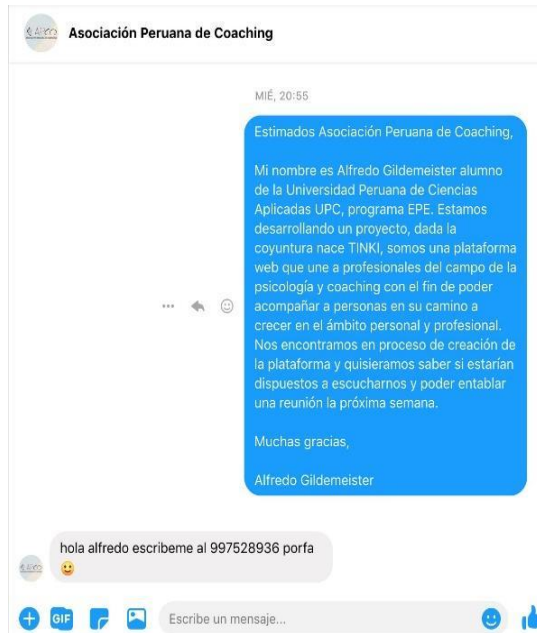 Asociación Peruana de Coaching
MIÉ, 20:55
Estimados Asociación Peruana de Coaching,
Mi nombre es Alfredo Gildemeister alumno
de la Universidad Peruana de Ciencias
Aplicadas UPC, programa EPE. Estamos
desarrollando un proyecto, dada la
coyuntura nace TINKI, somos una plataforma
web que une a profesionales del campo de la
psicología y coaching con el fin de poder
acompañar a personas en su camino a
crecer en el ámbito personal y profesional.
Nos encontramos en proceso de creación de
la plataforma y quisieramos saber si estarían
dispuestos a escucharnos y poder entablar
una reunión la próxima semana.
Muchas gracias,
Alfredo Gildemeister
hola alfredo escribeme al 997528936 porfa
GIF
Escribe un mensaje...